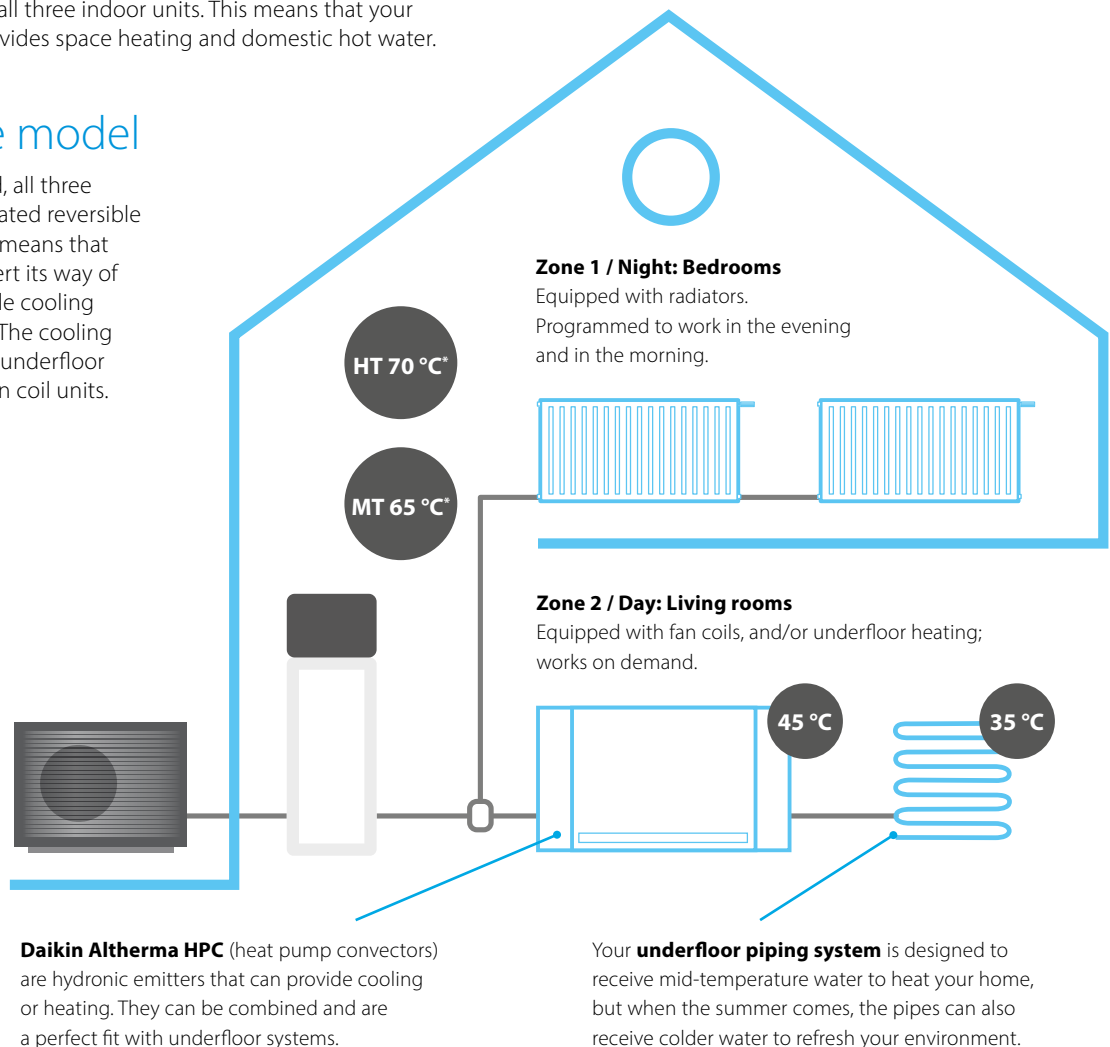 all three indoor units. This means that your
vides space heating and domestic hot water.
e model
, all three
ated reversible
means that
ert its way of
le cooling
The cooling
underfloor
n coil units.
HT 70 °C*
MT 65 °C*
Zone 1 / Night: Bedrooms
Equipped with radiators.
Programmed to work in the evening
and in the morning.
Zone 2 / Day: Living rooms
Equipped with fan coils, and/or underfloor heating;
works on demand.
45 °C
35 °C
Daikin Altherma HPC (heat pump convectors)
are hydronic emitters that can provide cooling
or heating. They can be combined and are
a perfect fit with underfloor systems.
Your underfloor piping system is designed to
receive mid-temperature water to heat your home,
but when the summer comes, the pipes can also
receive colder water to refresh your environment.